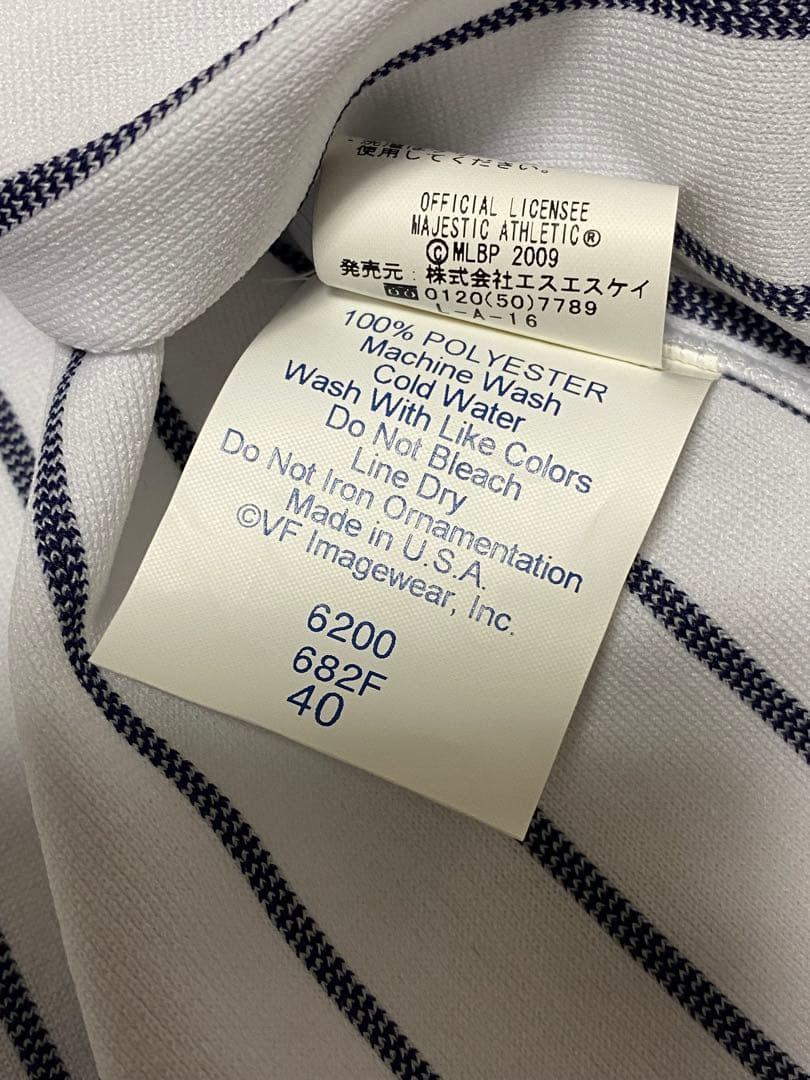 使用してください。
OFFICIAL LICENSEE
MAJESTIC ATHLETIC®
©MLBP 2009
発売元：株式会社エスエスケイ
0120(50)7789
L-A-16
100% POLYESTER
Machine Wash
Cold Water
Wash With Like Colors
Do Not Bleach
Line Dry
Do Not Iron Ornamentation
Made in U.S.A.
©VF Imagewear, Inc.
6200
682F
40